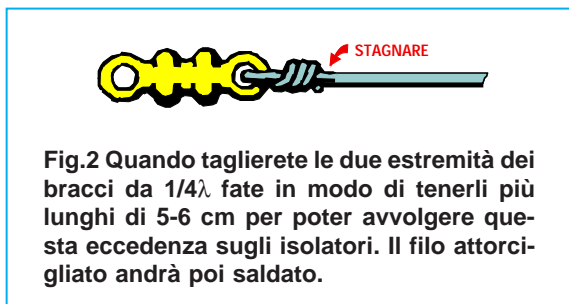 STAGNARE
Fig.2 Quando taglierete le due estremità dei
bracci da 1/4λ fate in modo di tenerli più
lunghi di 5-6 cm per poter avvolgere que-
sta eccedenza sugli isolatori. Il filo attorci-
gliato andrà poi saldato.